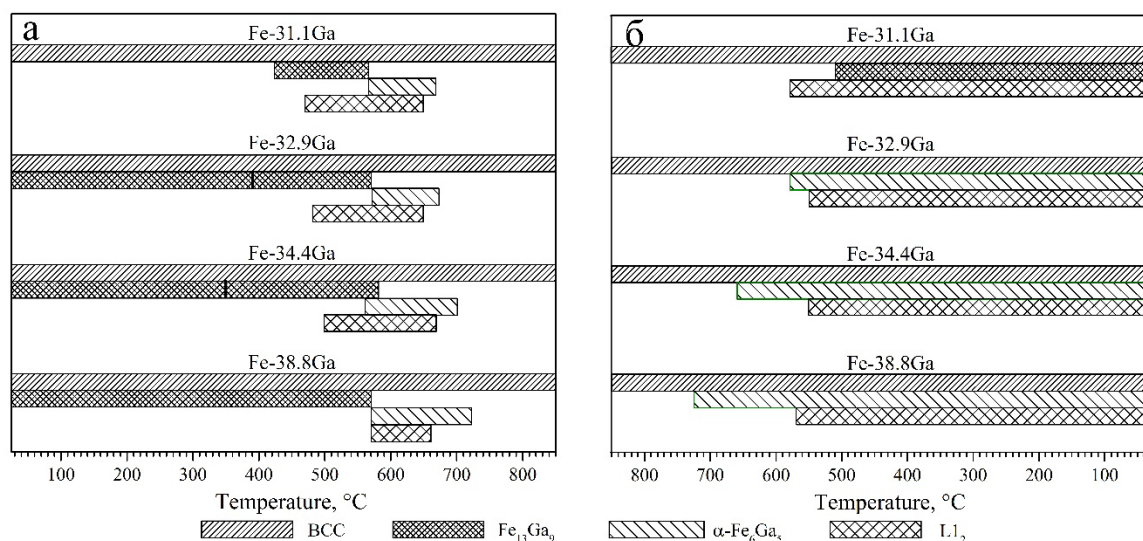 а
Fe-31.1Ga
Fe-32.9Ga
Fe-34.4Ga
Fe-38.8Ga
100 200 300 400 500 600 700 800
Temperature, °C
б
Fe-31.1Ga
Fe-32.9Ga
Fe-34.4Ga
Fe-38.8Ga
800 700 600 500 400 300 200 100
Temperature, °C
BCC Fe₁₃Ga₉ α-Fe₆Ga₅ L1₂